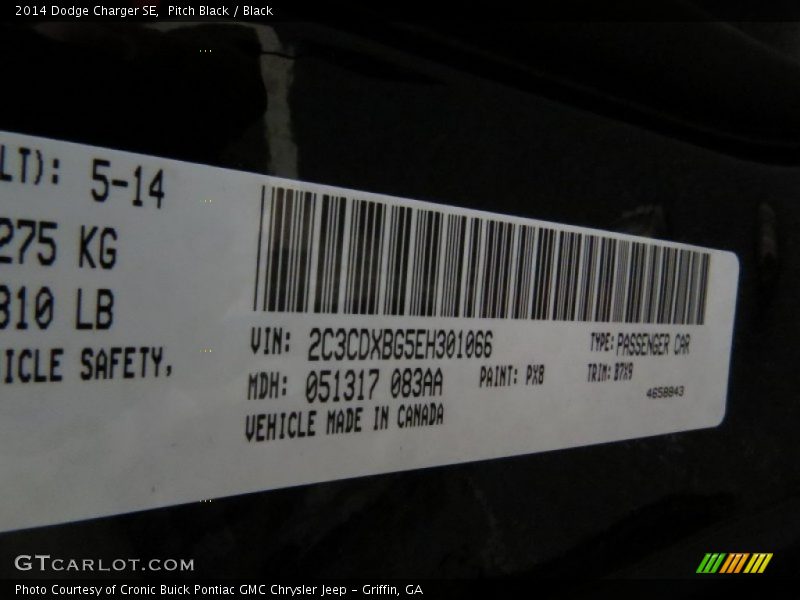 2014 Dodge Charger SE, Pitch Black / Black
LT): 5-14
275 KG
310 LB
ICLE SAFETY,
VIN: 2C3CDXBG5EH301066
TYPE: PASSENGER CAR
MDH: 051317 083AA
PAINT: PX8
TRIM: B7X9
4658843
VEHICLE MADE IN CANADA
GTCARLOT.COM
Photo Courtesy of Cronic Buick Pontiac GMC Chrysler Jeep - Griffin, GA